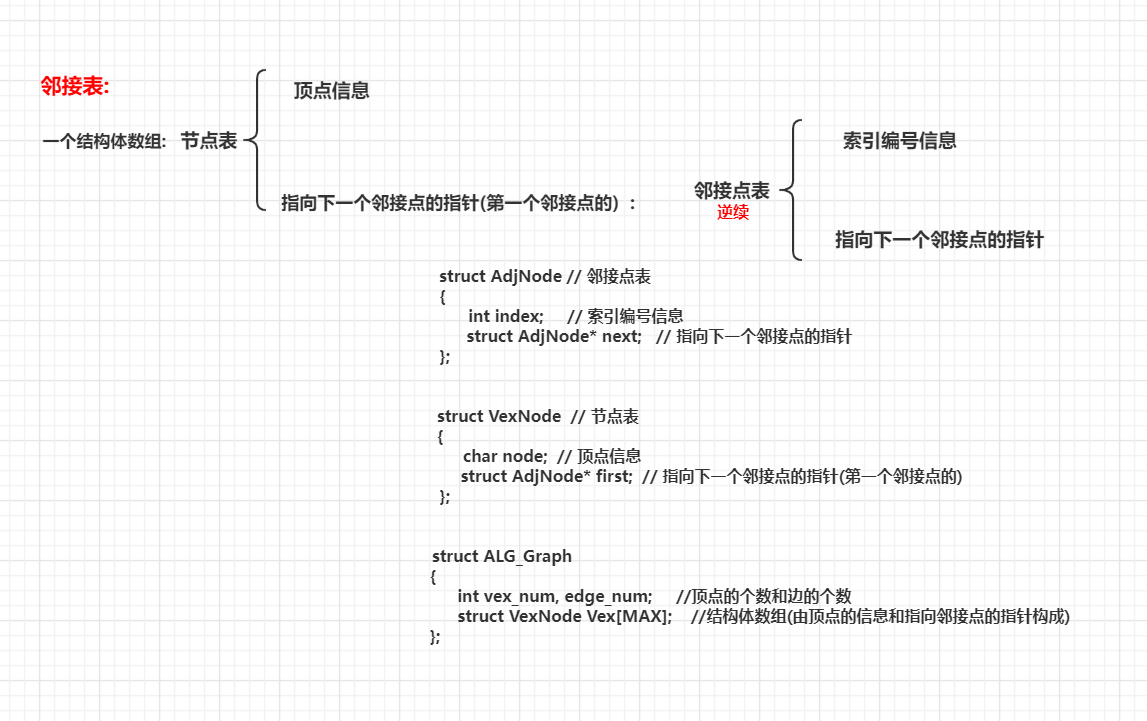 邻接表:
顶点信息
一个结构体数组: 节点表
索引编号信息
指向下一个邻接点的指针(第一个邻接点的) :
邻接点表
逆续
指向下一个邻接点的指针
struct AdjNode // 邻接点表
{
int index; // 索引编号信息
struct AdjNode* next; // 指向下一个邻接点的指针
};
struct VexNode // 节点表
{
char node; // 顶点信息
struct AdjNode* first; // 指向下一个邻接点的指针(第一个邻接点的)
};
struct ALG_Graph
{
int vex_num, edge_num; //顶点的个数和边的个数
struct VexNode Vex[MAX]; //结构体数组(由顶点的信息和指向邻接点的指针构成)
};